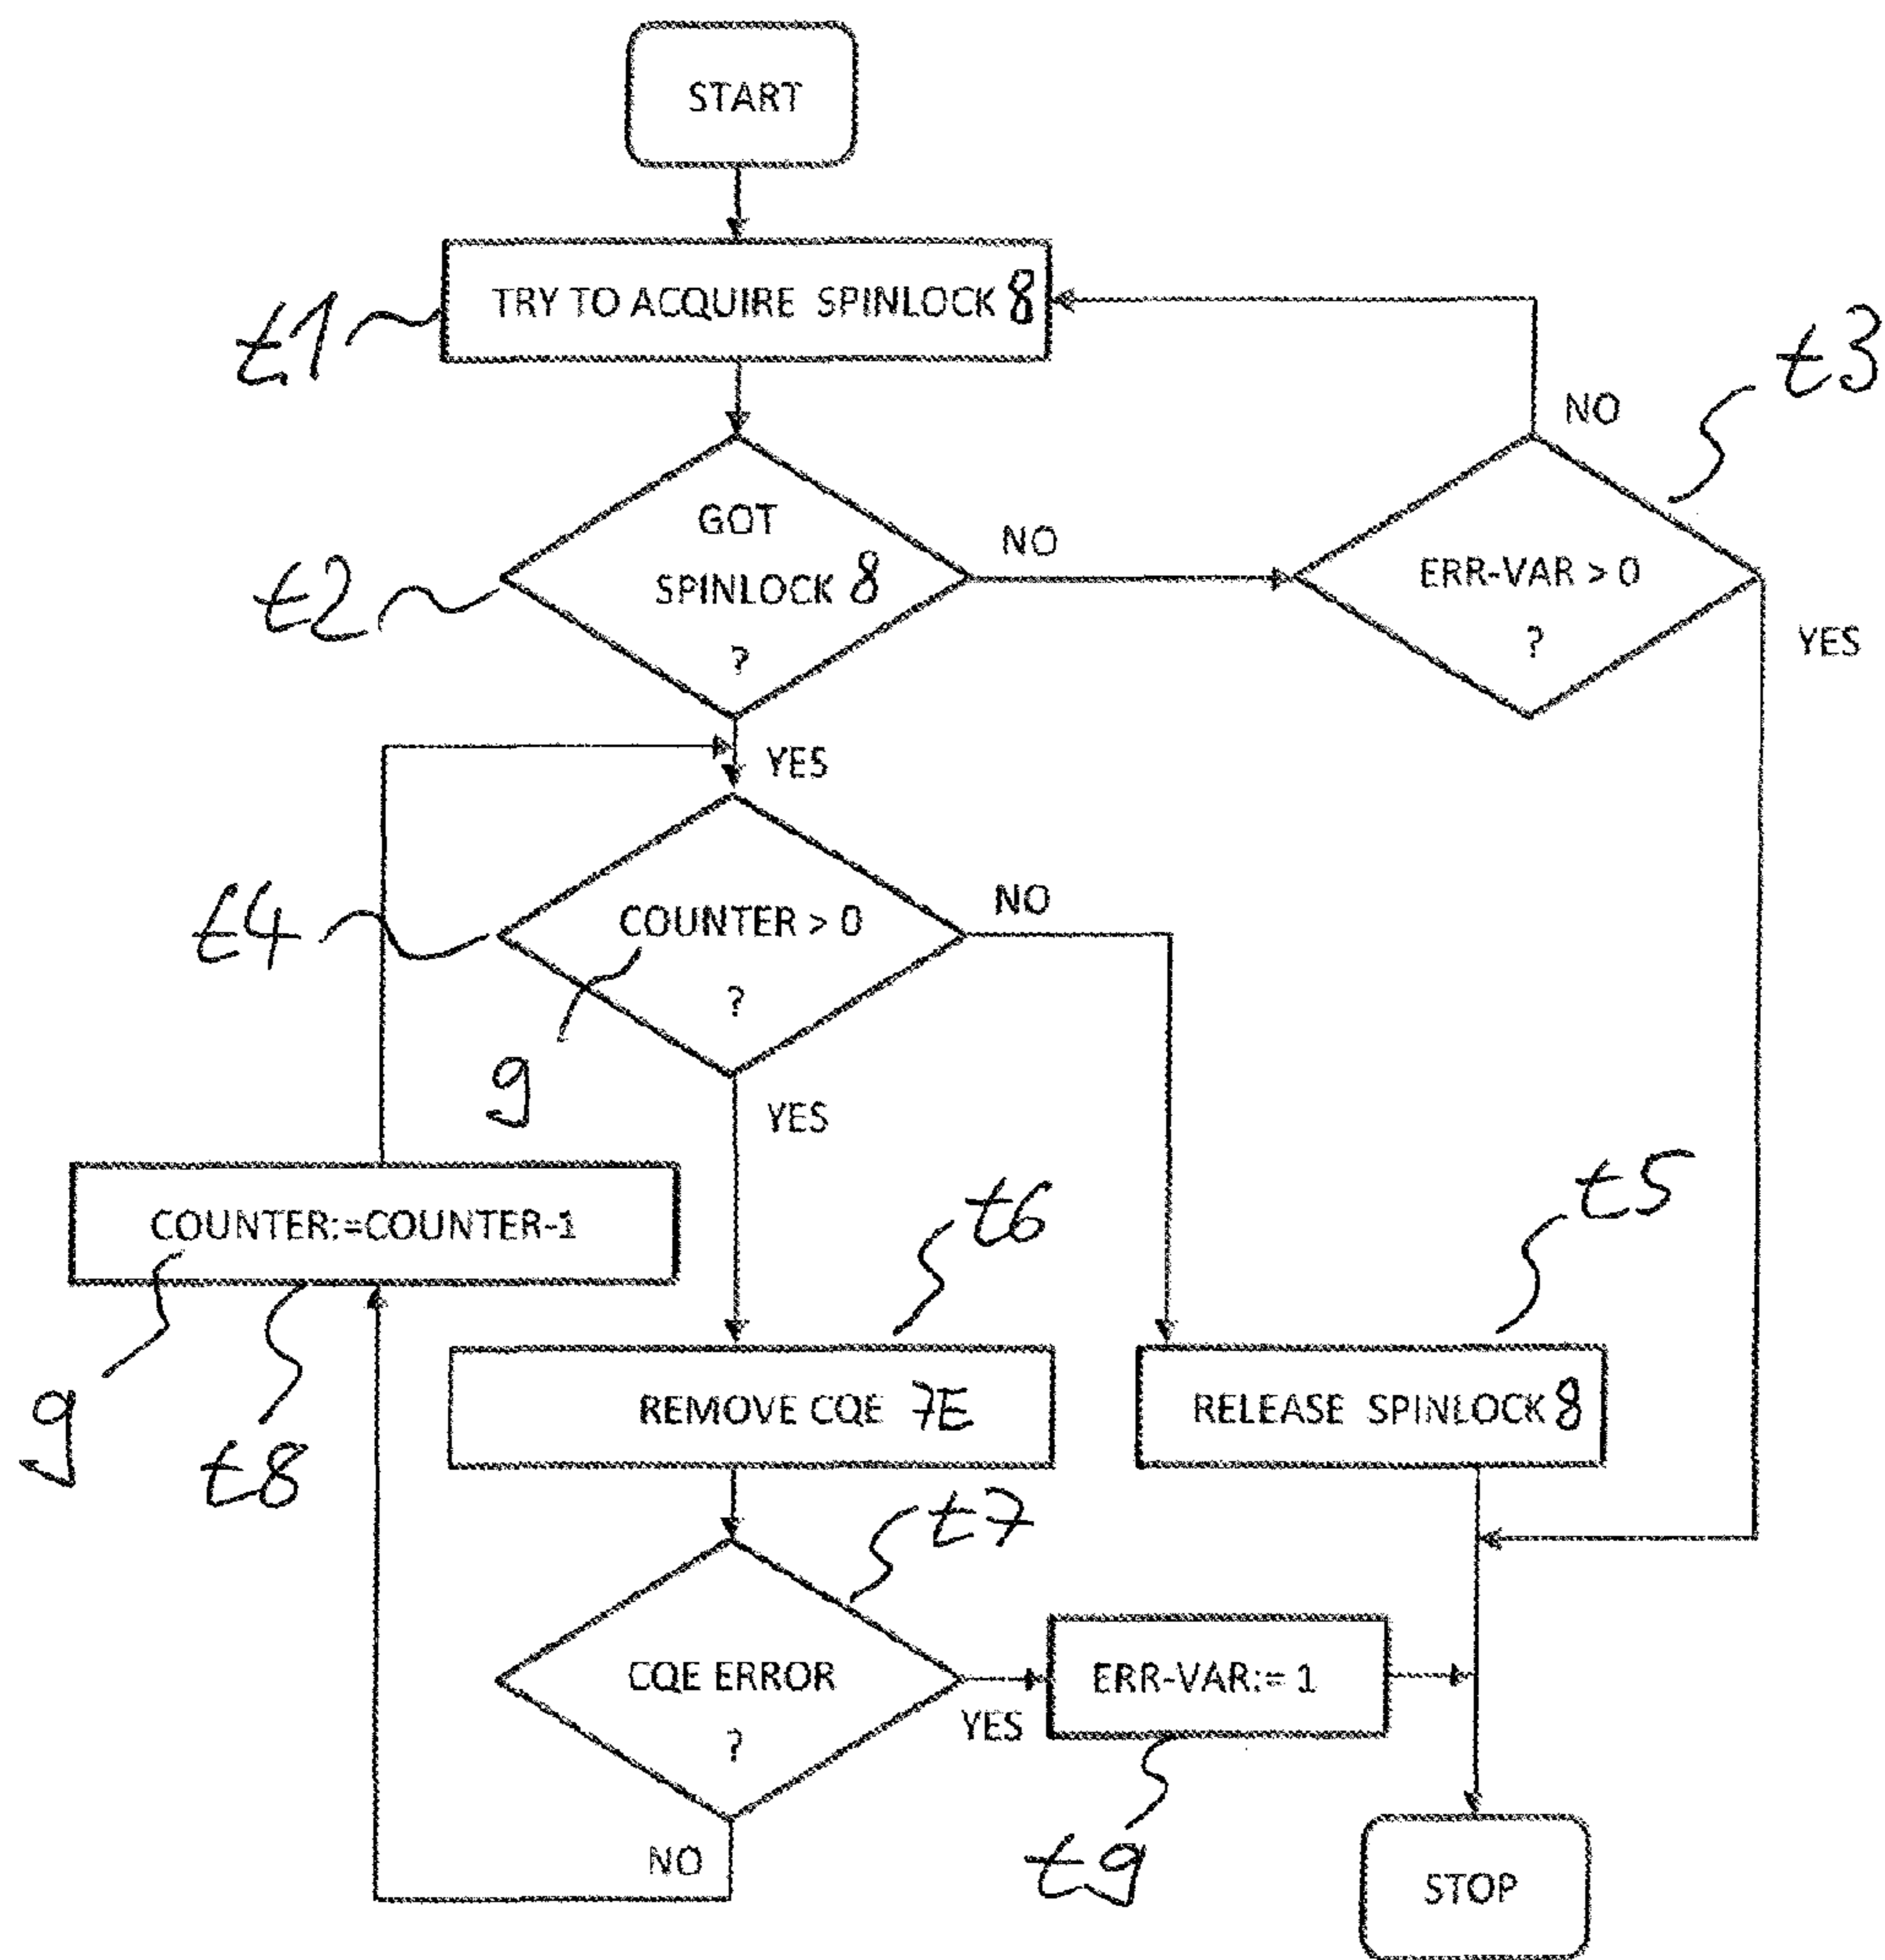 START
TRY TO ACQUIRE SPINLOCK 8
t1
t3
NO
GOT
SPINLOCK 8
?
NO
ERR-VAR > 0
?
t2
YES
YES
t4
COUNTER > 0
?
NO
9
YES
COUNTER:=COUNTER-1
t6
t5
9
t8
REMOVE CQE 7E
RELEASE SPINLOCK 8
t7
CQE ERROR
?
YES
ERR-VAR:= 1
NO
t9
STOP